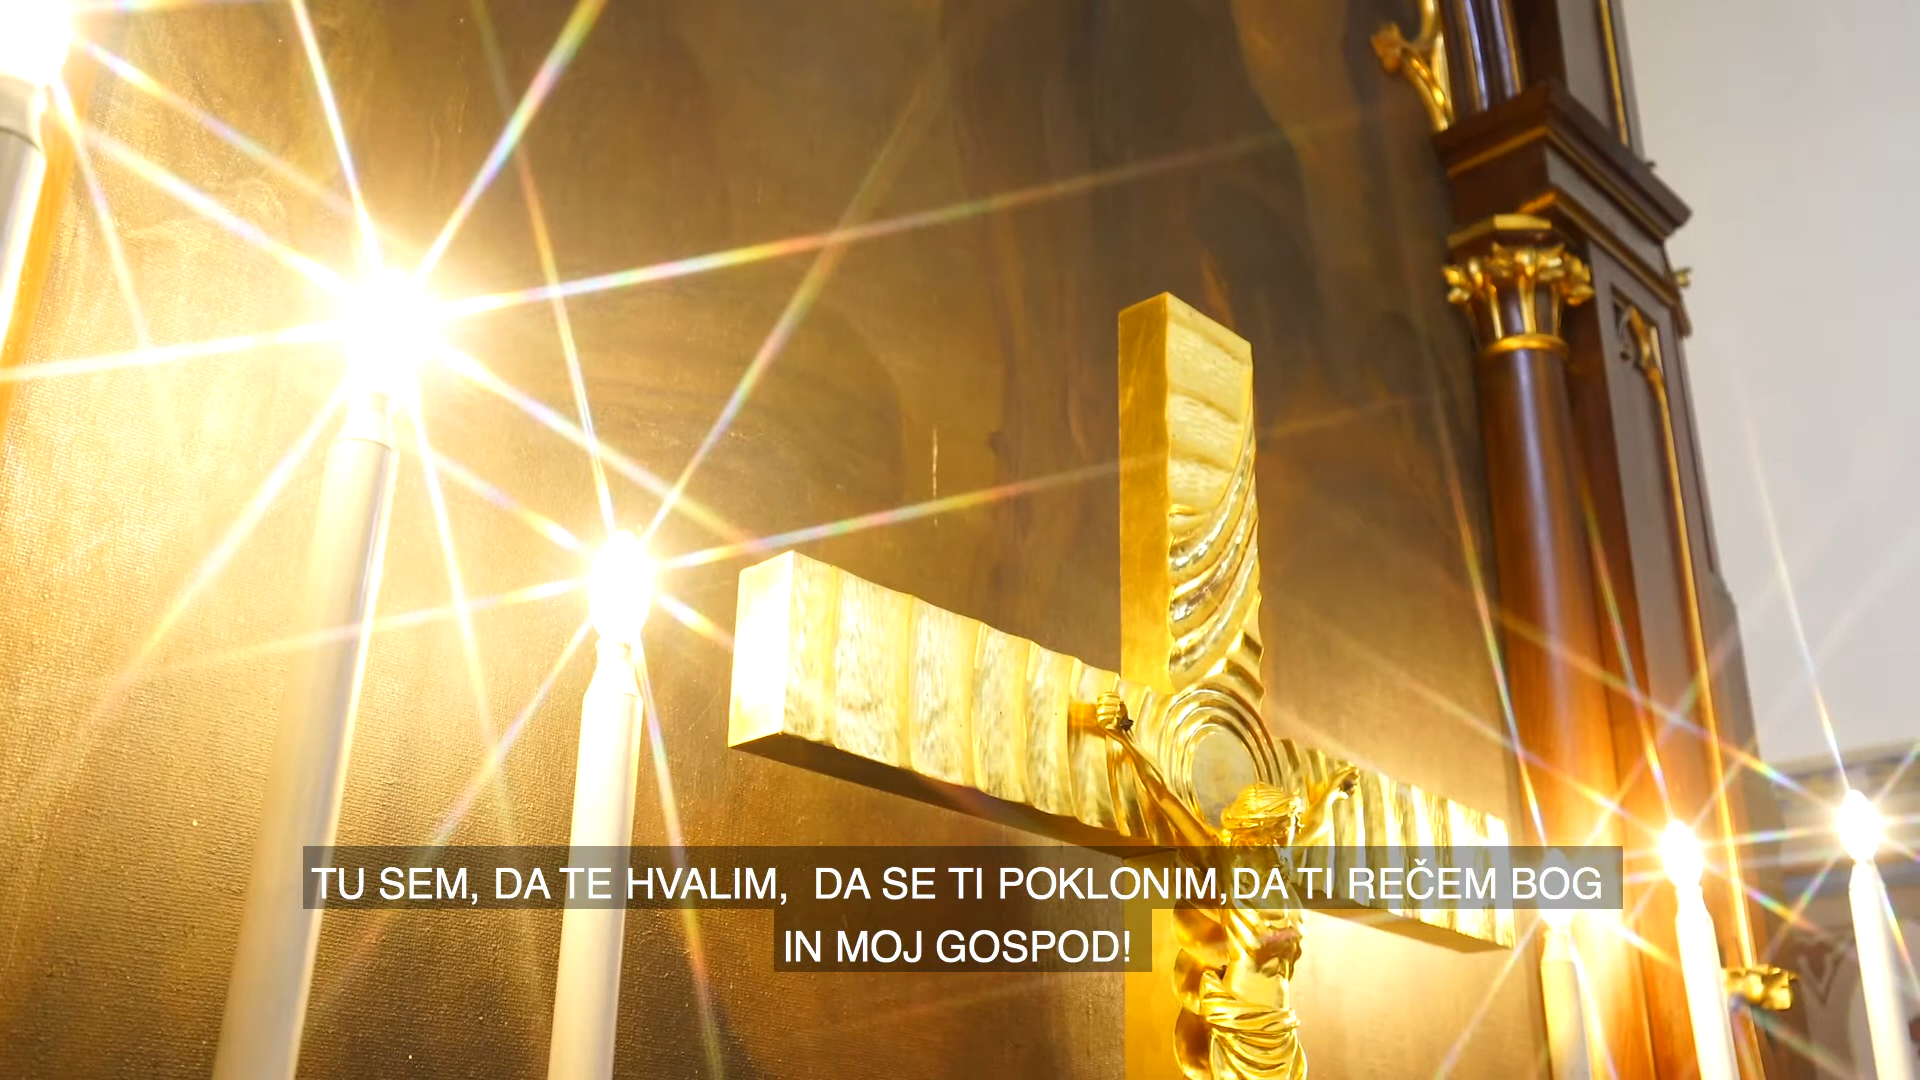 TU SEM, DA TE HVALIM,  DA SE TI POKLONIM,DA TI REČEM BOG
IN MOJ GOSPOD!